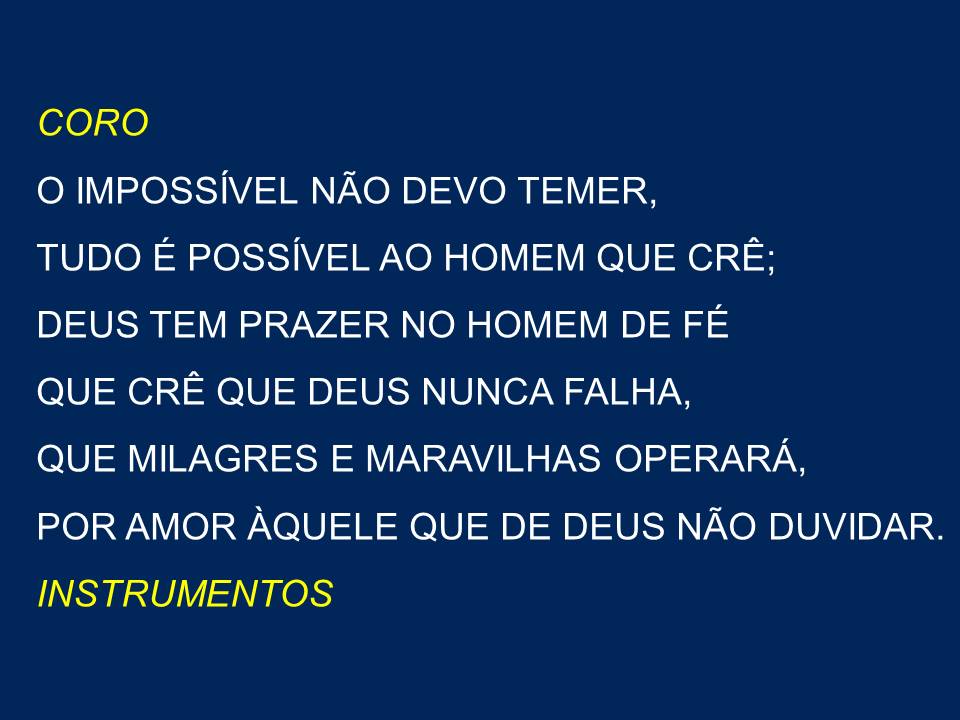 CORO
O IMPOSSÍVEL NÃO DEVO TEMER,
TUDO É POSSÍVEL AO HOMEM QUE CRÊ;
DEUS TEM PRAZER NO HOMEM DE FÉ
QUE CRÊ QUE DEUS NUNCA FALHA,
QUE MILAGRES E MARAVILHAS OPERARÁ,
POR AMOR ÀQUELE QUE DE DEUS NÃO DUVIDAR.
INSTRUMENTOS